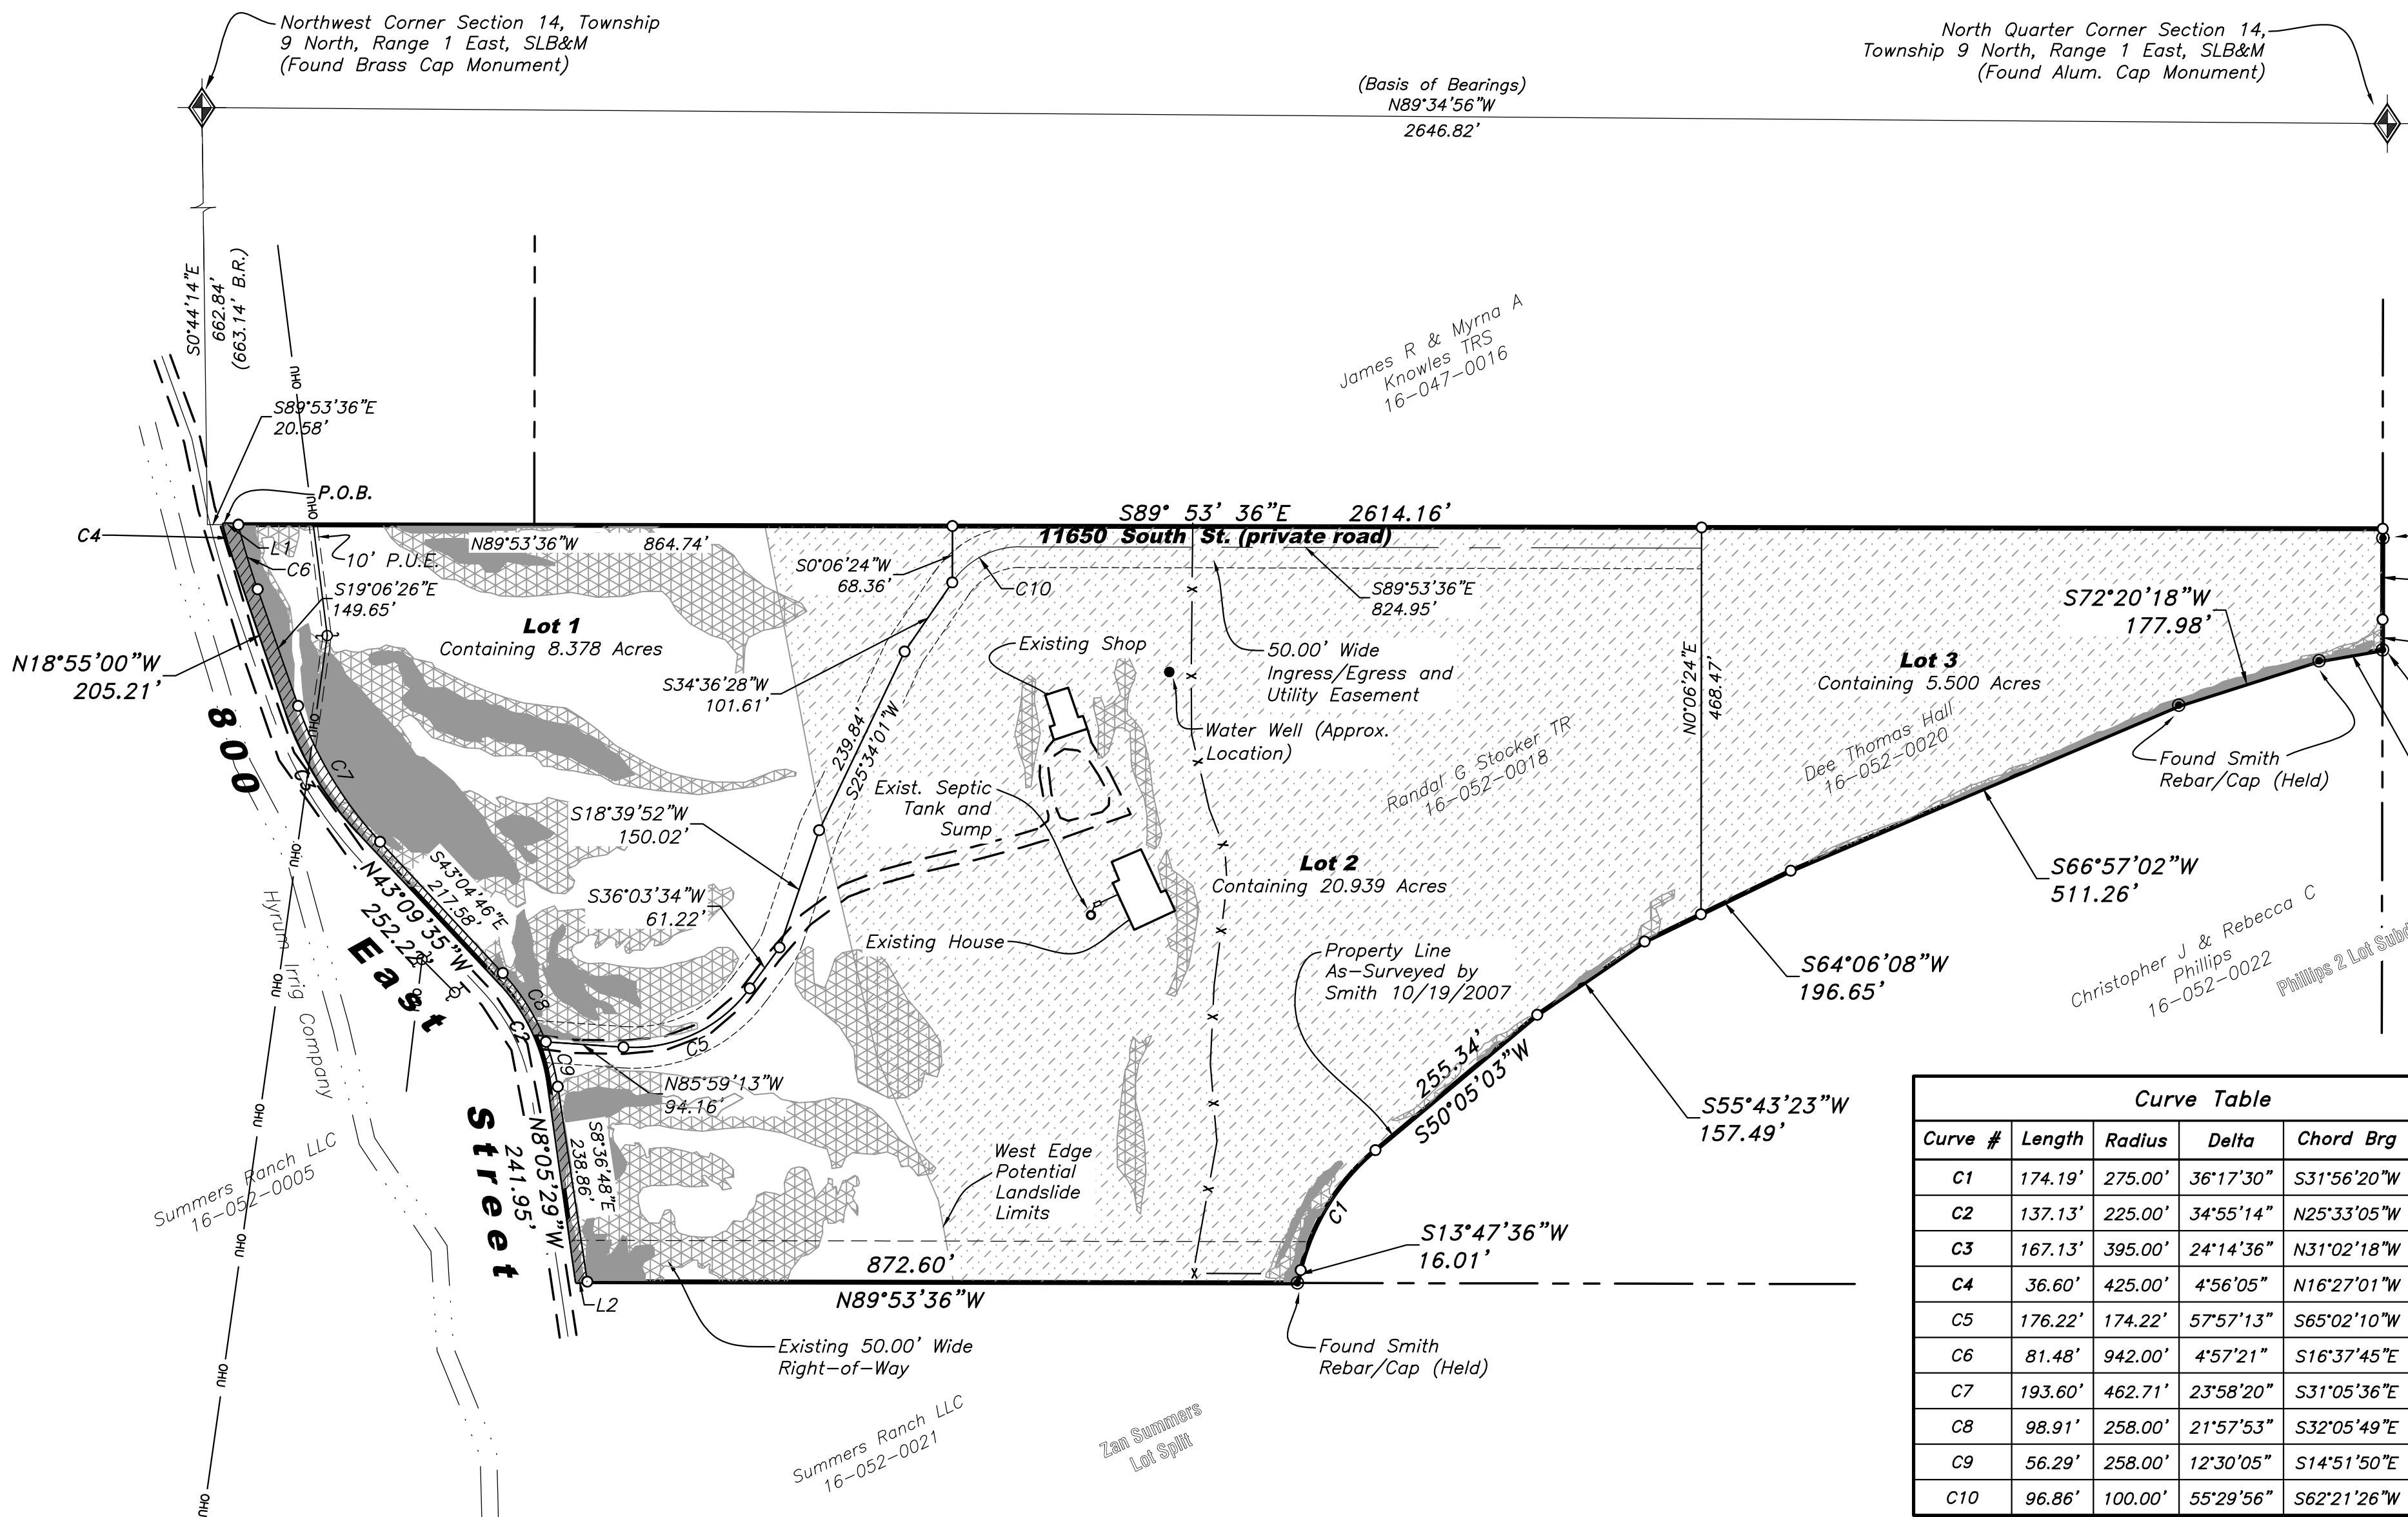 Northwest Corner Section 14, Township
9 North, Range 1 East, SLB&M
(Found Brass Cap Monument)
North Quarter Corner Section 14,
Township 9 North, Range 1 East, SLB&M
(Found Alum. Cap Monument)
(Basis of Bearings)
N89°34'56"W
2646.82'
S0°44'14"E
662.84'
(663.14' B.R.)
OHU
James R & Myrna A
Knowles TRS
16-047-0016
S89°53'36"E
20.58'
P.O.B.
OHU
C4
L1
C6
10' P.U.E.
N89°53'36"W 864.74'
S89° 53' 36"E 2614.16'
11650 South St. (private road)
S0°06'24"W
68.36'
C10
S89°53'36"E
824.95'
S19°06'26"E
149.65'
Lot 1
Containing 8.378 Acres
N18°55'00"W
205.21'
Existing Shop
50.00' Wide
Ingress/Egress and
Utility Easement
S34°36'28"W
101.61'
Water Well (Approx.
Location)
N0°06'24"E
468.47'
S72°20'18"W
177.98'
Lot 3
Containing 5.500 Acres
Dee Thomas Hall
16-052-0020
Found Smith
Rebar/Cap (Held)
OHU
800
East
Street
C3
C7
239.84'
S25°34'01"W
Randal G Stocker TR
16-052-0018
Exist. Septic
Tank and
Sump
S18°39'52"W
150.02'
Lot 2
Containing 20.939 Acres
S36°03'34"W
61.22'
Existing House
S66°57'02"W
511.26'
OHU
S43°04'46"E
217.58'
N43°09'35"W
252.22'
Hyrum Irrig Company
OHU
OHU
Property Line
As-Surveyed by
Smith 10/19/2007
S64°06'08"W
196.65'
Christopher J & Rebecca C
Phillips
16-052-0022
Phillips 2 Lot
C8
C2
C5
C9
N85°59'13"W
94.16'
255.34'
S50°05'03"W
S55°43'23"W
157.49'
OHU
S8°36'48"E
238.86'
N8°05'29"W
241.95'
Summers Ranch LLC
16-052-0005
OHU
West Edge
Potential
Landslide
Limits
C1
S13°47'36"W
16.01'
872.60'
N89°53'36"W
L2
Existing 50.00' Wide
Right-of-Way
Found Smith
Rebar/Cap (Held)
OHU
OHU
Summers Ranch LLC
16-052-0021
Zan Summers
Lot Split
Curve Table
Curve # Length Radius Delta Chord Brg
C1 174.19' 275.00' 36°17'30" S31°56'20"W
C2 137.13' 225.00' 34°55'14" N25°33'05"W
C3 167.13' 395.00' 24°14'36" N31°02'18"W
C4 36.60' 425.00' 4°56'05" N16°27'01"W
C5 176.22' 174.22' 57°57'13" S65°02'10"W
C6 81.48' 942.00' 4°57'21" S16°37'45"E
C7 193.60' 462.71' 23°58'20" S31°05'36"E
C8 98.91' 258.00' 21°57'53" S32°05'49"E
C9 56.29' 258.00' 12°30'05" S14°51'50"E
C10 96.86' 100.00' 55°29'56" S62°21'26"W